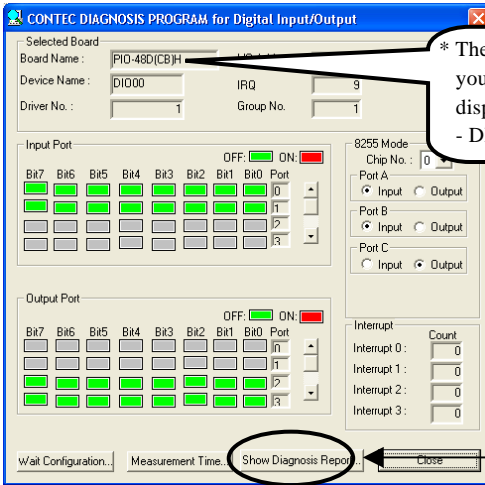 CONTEC DIAGNOSIS PROGRAM for Digital Input/Output
Selected Board
Board Name : PIO-48D(CB)H
Device Name : DIO00 IRQ 9
Driver No. : 1 Group No. 1
* The
you
disp
- D
Input Port
OFF: ON:
Bit7 Bit6 Bit5 Bit4 Bit3 Bit2 Bit1 Bit0 Port
0
1
2
3
8255 Mode
Chip No. : 0
Port A
Input Output
Port B
Input Output
Port C
Input Output
Output Port
OFF: ON:
Bit7 Bit6 Bit5 Bit4 Bit3 Bit2 Bit1 Bit0 Port
0
1
2
3
Interrupt
Count
Interrupt 0 : 0
Interrupt 1 : 0
Interrupt 2 : 0
Interrupt 3 : 0
Wait Configuration... Measurement Time... Show Diagnosis Report... Close